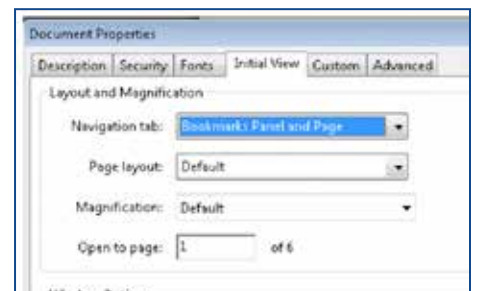 Document Properties
Description Security Fonts Initial View Custom Advanced
Layout and Magnification
Navigation tab: Bookmarks Panel and Page
Page layout: Default
Magnification: Default
Open to page: 1 of 6